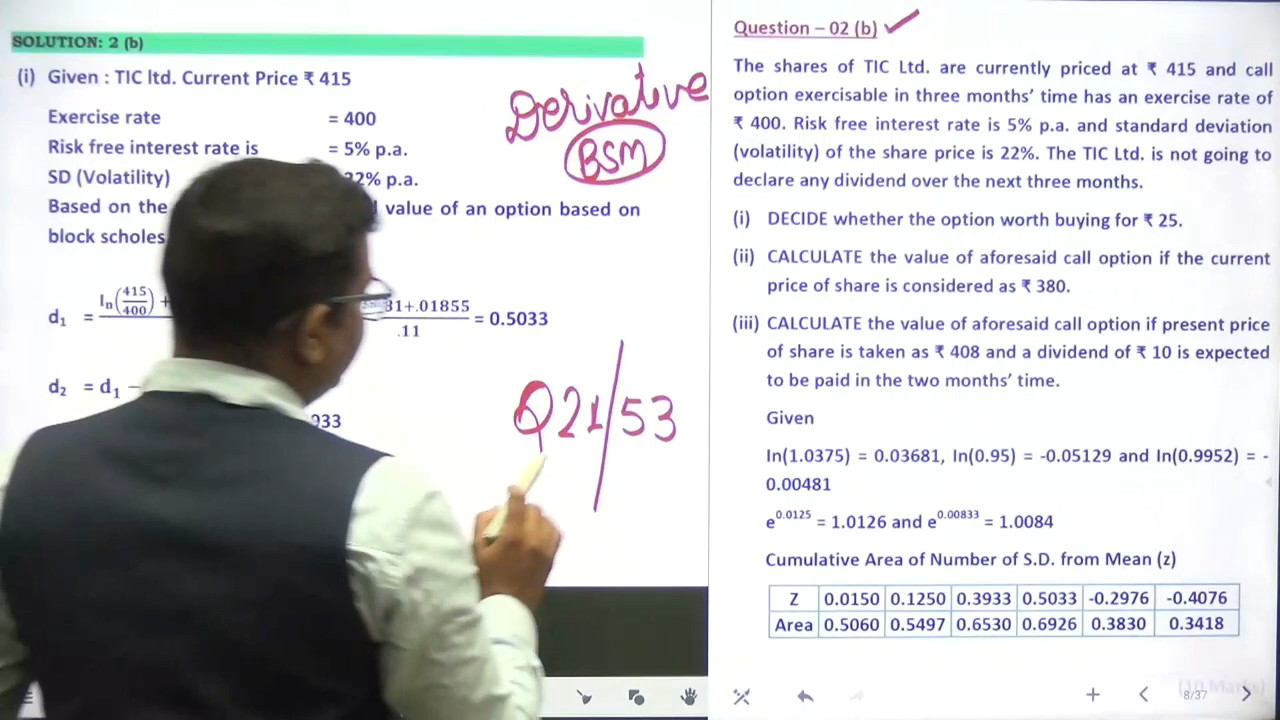 SOLUTION: 2 (b)
(i) Given : TIC ltd. Current Price ₹ 415
Exercise rate = 400
Risk free interest rate is = 5% p.a.
SD (Volatility) 22% p.a.
Based on the value of an option based on
block scholes
d₁ = ln(415/400) + 81+.01855/.11 = 0.5033
d₂ = d₁ –
933
Derivative
BSM
Q21/53
Question – 02 (b)
The shares of TIC Ltd. are currently priced at ₹ 415 and call
option exercisable in three months’ time has an exercise rate of
₹ 400. Risk free interest rate is 5% p.a. and standard deviation
(volatility) of the share price is 22%. The TIC Ltd. is not going to
declare any dividend over the next three months.
(i) DECIDE whether the option worth buying for ₹ 25.
(ii) CALCULATE the value of aforesaid call option if the current
price of share is considered as ₹ 380.
(iii) CALCULATE the value of aforesaid call option if present price
of share is taken as ₹ 408 and a dividend of ₹ 10 is expected
to be paid in the two months’ time.
Given
ln(1.0375) = 0.03681, ln(0.95) = -0.05129 and ln(0.9952) = -
0.00481
e^0.0125 = 1.0126 and e^0.00833 = 1.0084
Cumulative Area of Number of S.D. from Mean (z)
Z 0.0150 0.1250 0.3933 0.5033 -0.2976 -0.4076
Area 0.5060 0.5497 0.6530 0.6926 0.3830 0.3418
(10 Marks)
8/37